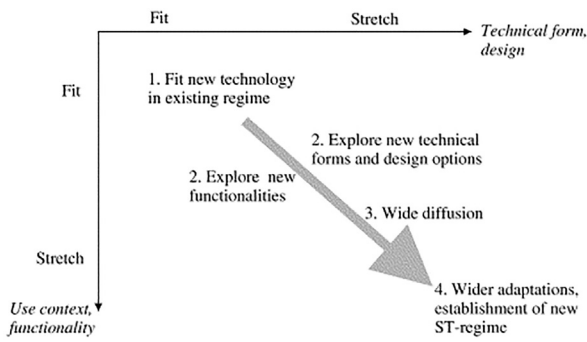 Fit
Stretch
Technical form,
design
Fit
1. Fit new technology
in existing regime
2. Explore new technical
forms and design options
2. Explore new
functionalities
3. Wide diffusion
Stretch
4. Wider adaptations,
establishment of new
ST-regime
Use context,
functionality